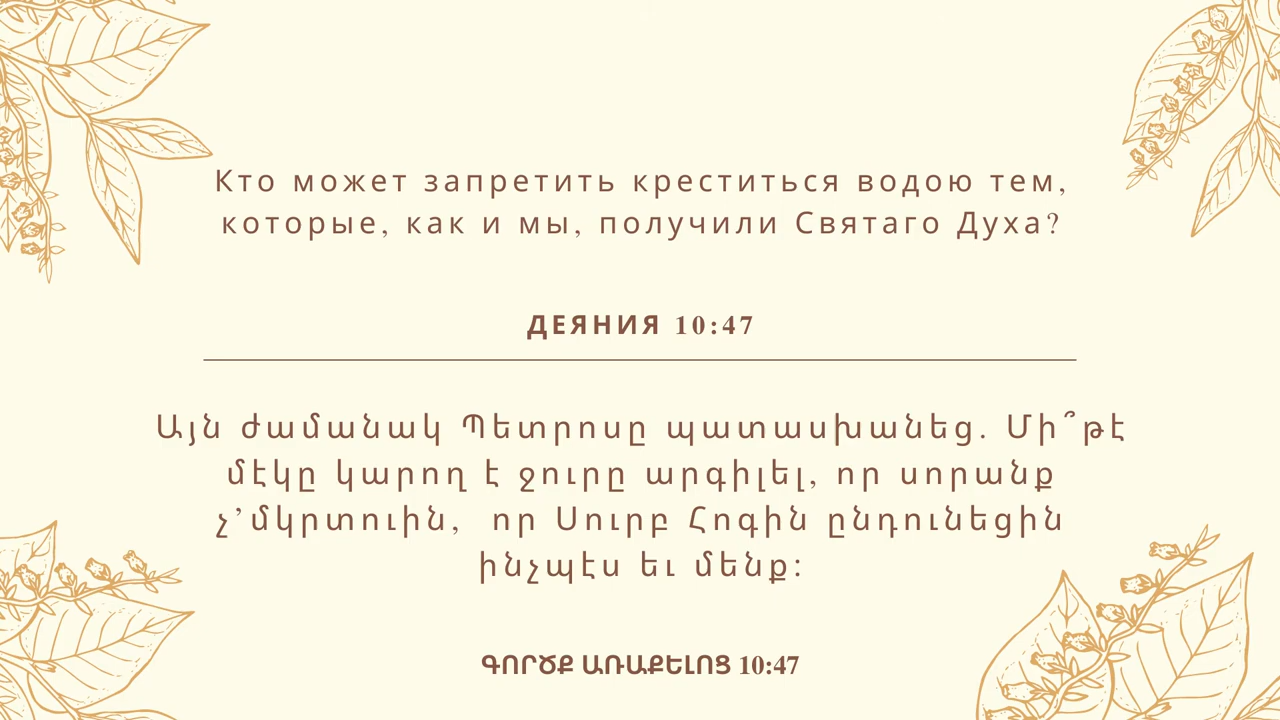 Кто может запретить креститься водою тем,
которые, как и мы, получили Святаго Духа?
ДЕЯНИЯ 10:47
Այն ժամանակ Պետրոսը պատասխանեց. Մի՞թէ
մէկը կարող է ջուրը արգիլել, որ սորանք
չ’մկրտուին,  որ Սուրբ Հոգին ընդունեցին
ինչպէս եւ մենք:
ԳՈՐԾՔ ԱՌԱՔԵԼՈՑ 10:47